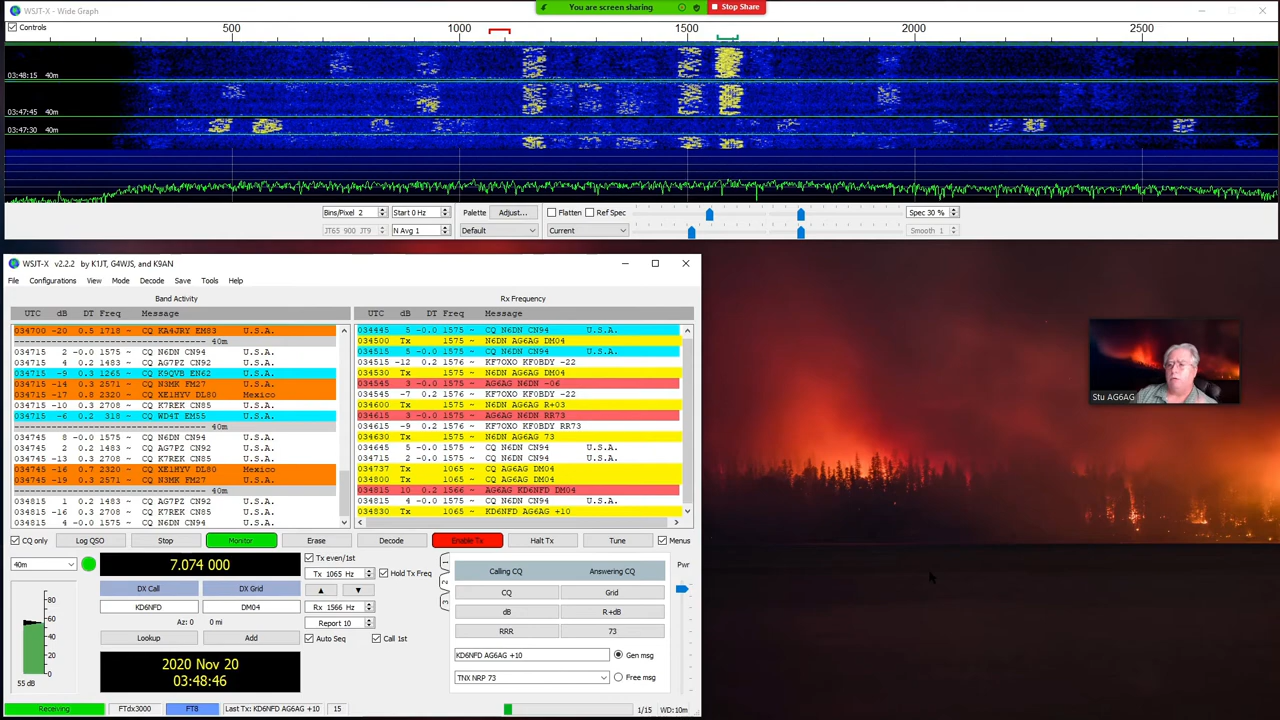 WSJT-X - Wide Graph
You are screen sharing
Stop Share
Controls
500 1000 1500 2000 2500
03:48:15 40m
03:47:45 40m
03:47:30 40m
Bins/Pixel 2 Start 0 Hz Palette Adjust... Flatten Ref Spec Spec 30 %
JT65 900 JT9 N Avg 1 Default Current Smooth 1
WSJT-X v2.2.2 by K1JT, G4WJS, and K9AN
File Configurations View Mode Decode Save Tools Help
Band Activity
UTC dB DT Freq Message
034700 -20 0.5 1718 ~ CQ KA4JRY EM83 U.S.A.
------------------------------------ 40m
034715 2 -0.0 1575 ~ CQ N6DN CN94 U.S.A.
034715 4 0.2 1483 ~ CQ AG7PZ CN92 U.S.A.
034715 -9 0.3 1265 ~ CQ K9QVB EN62 U.S.A.
034715 -14 0.3 2571 ~ CQ N3MK FM27 U.S.A.
034715 -17 0.8 2320 ~ CQ XE1HYV DL80 Mexico
034715 -10 0.3 2708 ~ CQ K7REK CN85 U.S.A.
034715 -6 0.2 318 ~ CQ WD4T EM55 U.S.A.
------------------------------------ 40m
034745 8 -0.0 1575 ~ CQ N6DN CN94 U.S.A.
034745 2 0.2 1483 ~ CQ AG7PZ CN92 U.S.A.
034745 -16 0.7 2320 ~ CQ XE1HYV DL80 Mexico
034745 -19 0.3 2571 ~ CQ N3MK FM27 U.S.A.
------------------------------------ 40m
034815 1 0.2 1483 ~ CQ AG7PZ CN92 U.S.A.
034815 -16 0.3 2708 ~ CQ K7REK CN85 U.S.A.
034815 4 -0.0 1575 ~ CQ N6DN CN94 U.S.A.
Rx Frequency
UTC dB DT Freq Message
034445 5 -0.0 1575 ~ CQ N6DN CN94 U.S.A.
034500 Tx 1575 ~ N6DN AG6AG DM04
034515 5 -0.0 1575 ~ CQ N6DN CN94 U.S.A.
034515 -12 0.2 1576 ~ KF7OXO KF0BDY -22
034530 Tx 1575 ~ N6DN AG6AG DM04
034545 3 -0.0 1575 ~ AG6AG N6DN -06
034545 -7 0.2 1576 ~ KF7OXO KF0BDY -22
034600 Tx 1575 ~ N6DN AG6AG R+03
034615 3 -0.0 1575 ~ AG6AG N6DN RR73
034615 -9 0.2 1576 ~ KF7OXO KF0BDY RR73
034630 Tx 1575 ~ N6DN AG6AG 73
034645 5 -0.0 1575 ~ CQ N6DN CN94 U.S.A.
034715 2 -0.0 1575 ~ CQ N6DN CN94 U.S.A.
034737 Tx 1065 ~ CQ AG6AG DM04
034800 Tx 1065 ~ CQ AG6AG DM04
034815 10 0.2 1566 ~ AG6AG KD6NFD DM04
034815 4 -0.0 1575 ~ CQ N6DN CN94 U.S.A.
034830 Tx 1065 ~ KD6NFD AG6AG +10
CQ only Log QSO Stop Monitor Erase Decode Enable Tx Halt Tx Tune Menus
40m 7.074 000
Tx even/1st
Tx 1065 Hz Hold Tx Freq
DX Call DX Grid
KD6NFD DM04
Rx 1566 Hz
Az: 0 0 mi
Report 10
Lookup Add
Auto Seq Call 1st
2020 Nov 20
03:48:46
80
60
40
20
0
55 dB
1
2
3
Calling CQ Answering CQ
CQ Grid
dB R+dB
RRR 73
KD6NFD AG6AG +10 Gen msg
TNX NRP 73 Free msg
Pwr
Receiving FTdx3000 FT8 Last Tx: KD6NFD AG6AG +10 15 1/15 WD:10m
Stu AG6AG